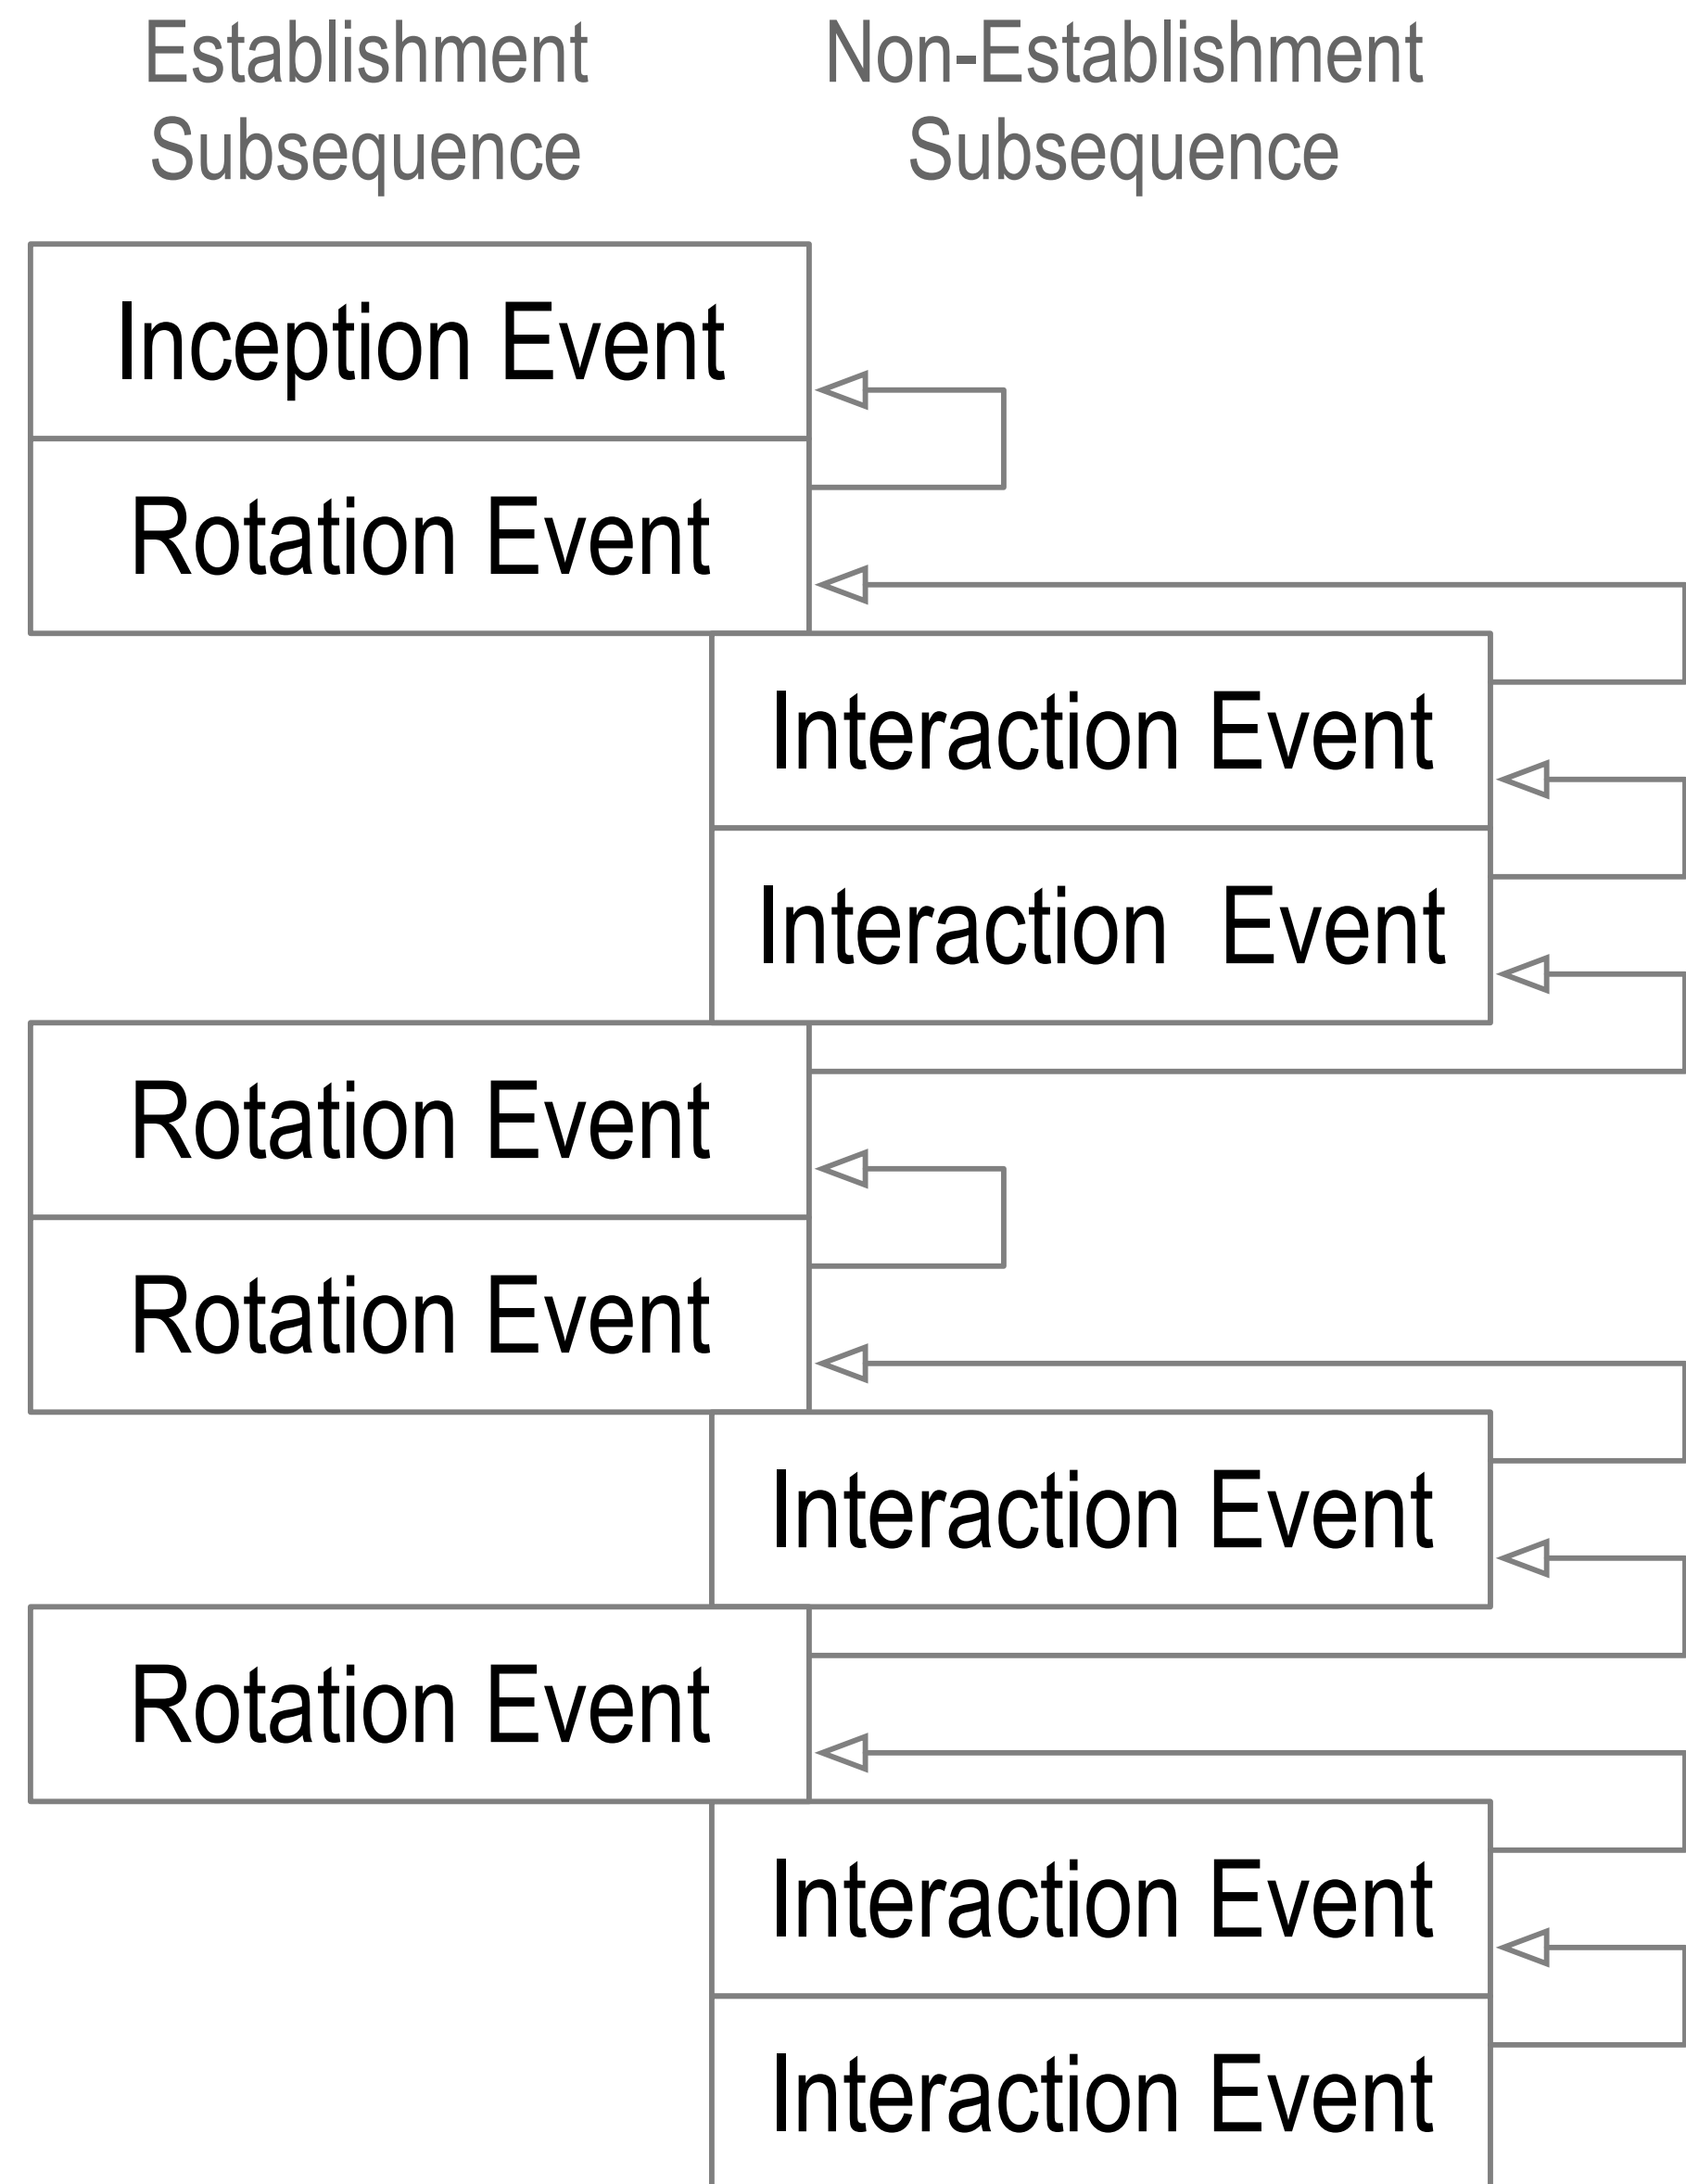 Establishment
Subsequence
Non-Establishment
Subsequence
Inception Event
Rotation Event
Interaction Event
Interaction  Event
Rotation Event
Rotation Event
Interaction Event
Rotation Event
Interaction Event
Interaction Event